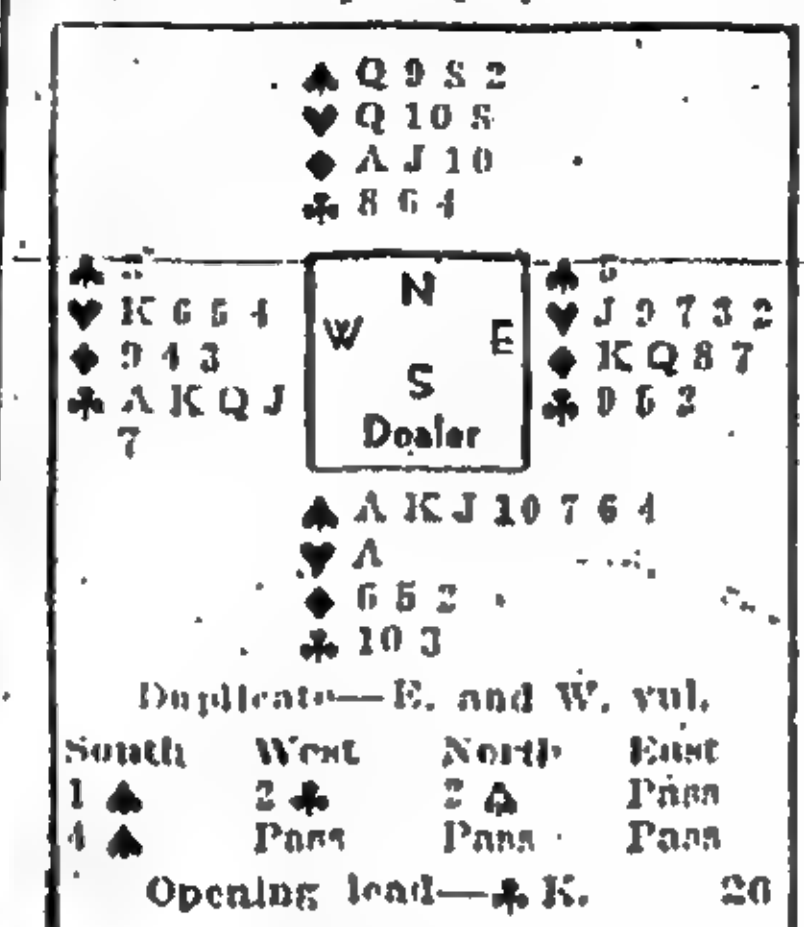 ♠ Q 9 8 2
♥ Q 10 8
♦ A J 10
♣ 8 6 4
♠ ♠ 5
♥ K 6 5 4 N ♥ J 9 7 3 2
♦ 9 4 3 W E ♦ K Q 8 7
♣ A K Q J S ♣ 9 5 2
7 Dealer
♠ A K J 10 7 6 4
♥ A
♦ 6 5 2
♣ 10 3
Duplicate—E. and W. vul.
South West North East
1 ♠ 2 ♣ 2 ♠ Pass
4 ♠ Pass Pass Pass
Opening lead—♣ K. 20